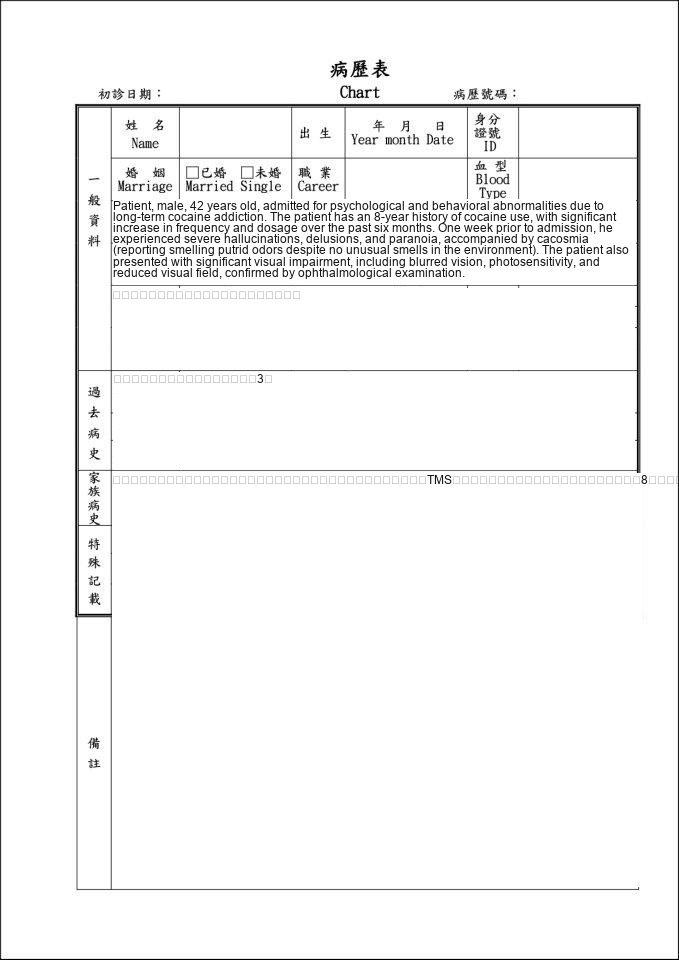 病歷表
初診日期： Chart 病歷號碼：
姓 名 出 生 年 月 日 身分證號
Name Year month Date ID
婚 姻 □已婚 □未婚 職 業 血 型
Marriage Married Single Career Blood Type
一般資料
Patient, male, 42 years old, admitted for psychological and behavioral abnormalities due to
long-term cocaine addiction. The patient has an 8-year history of cocaine use, with significant
increase in frequency and dosage over the past six months. One week prior to admission, he
experienced severe hallucinations, delusions, and paranoia, accompanied by cacosmia
(reporting smelling putrid odors despite no unusual smells in the environment). The patient also
presented with significant visual impairment, including blurred vision, photosensitivity, and
reduced visual field, confirmed by ophthalmological examination.
過去病史
3
家族病史
TMS 8
特殊記載
備註